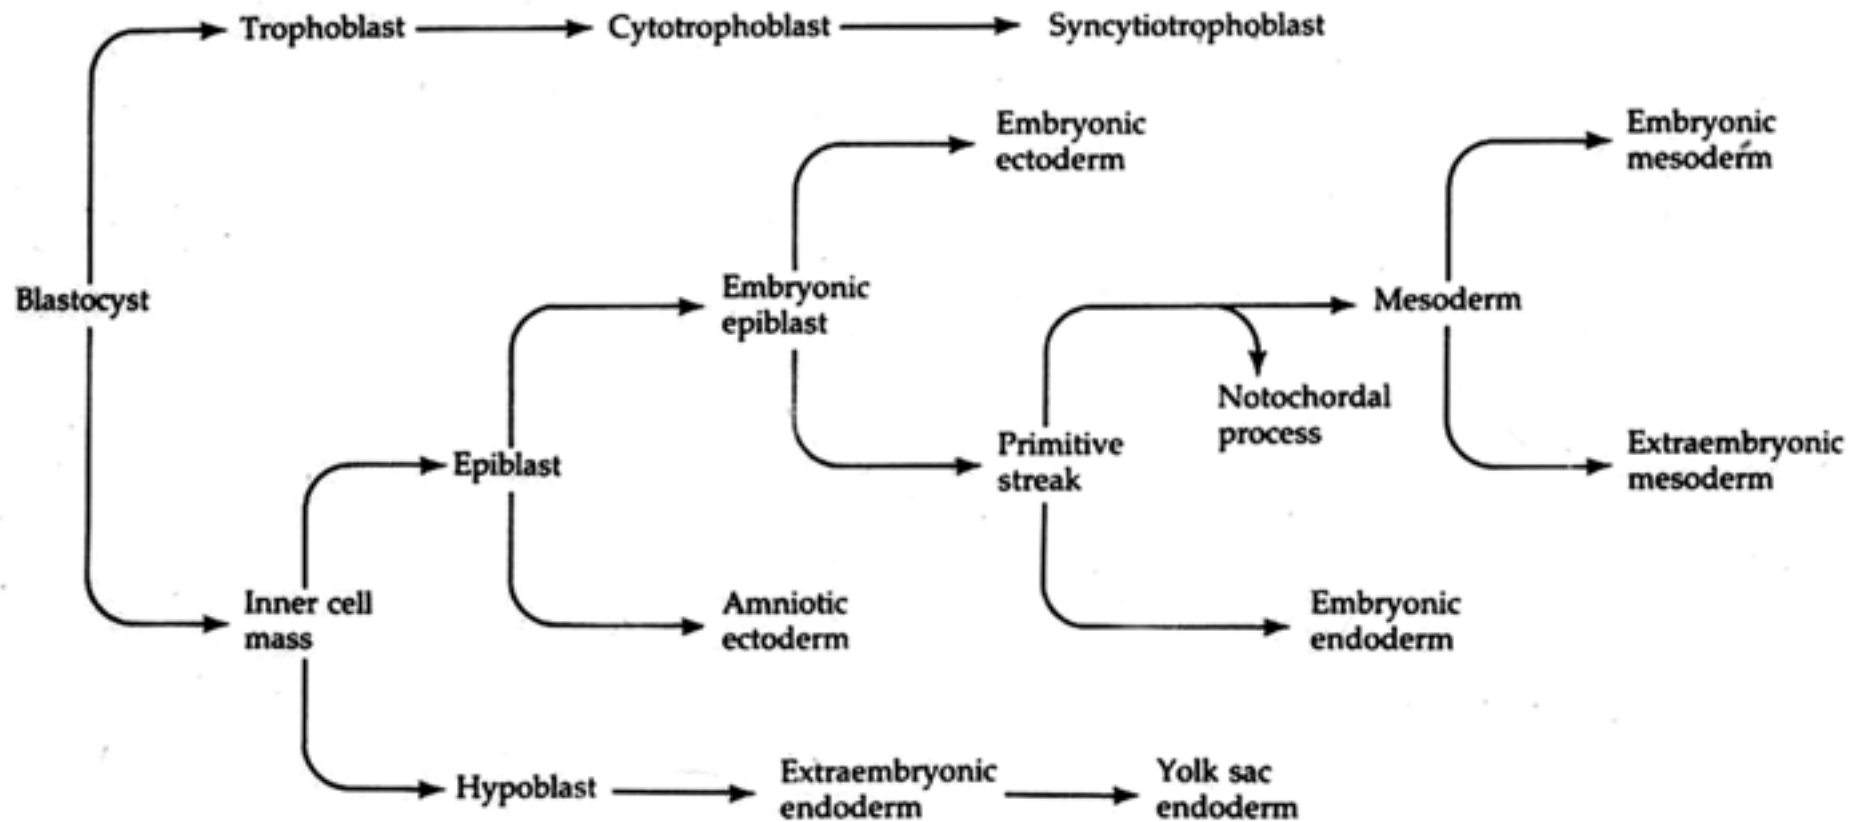 Trophoblast
Cytotrophoblast
Syncytiotrophoblast
Embryonic
ectoderm
Embryonic
mesoderm
Blastocyst
Embryonic
epiblast
Mesoderm
Notochordal
process
Epiblast
Primitive
streak
Extraembryonic
mesoderm
Inner cell
mass
Amniotic
ectoderm
Embryonic
endoderm
Hypoblast
Extraembryonic
endoderm
Yolk sac
endoderm